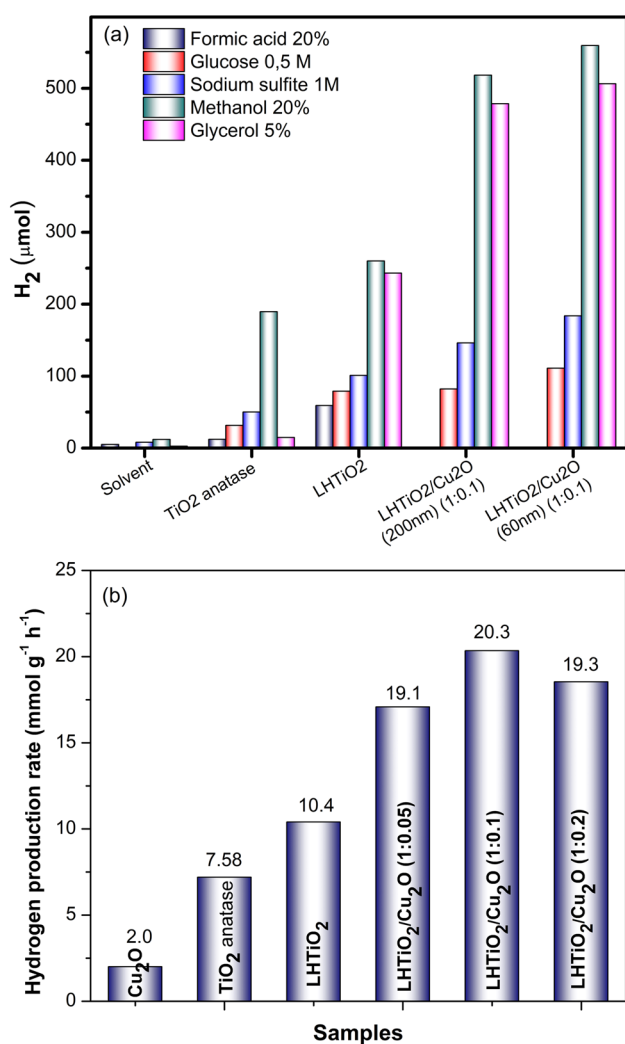 (a)
Formic acid 20%
Glucose 0,5 M
Sodium sulfite 1M
Methanol 20%
Glycerol 5%
H2 (μmol)
500
400
300
200
100
0
Solvent
TiO2 anatase
LHTiO2
LHTiO2/Cu2O
(200nm) (1:0.1)
LHTiO2/Cu2O
(60nm) (1:0.1)
(b)
Hydrogen production rate (mmol g-1 h-1)
25
20
15
10
5
0
2.0
7.58
10.4
19.1
20.3
19.3
Cu2O
TiO2 anatase
LHTiO2
LHTiO2/Cu2O (1:0.05)
LHTiO2/Cu2O (1:0.1)
LHTiO2/Cu2O (1:0.2)
Samples